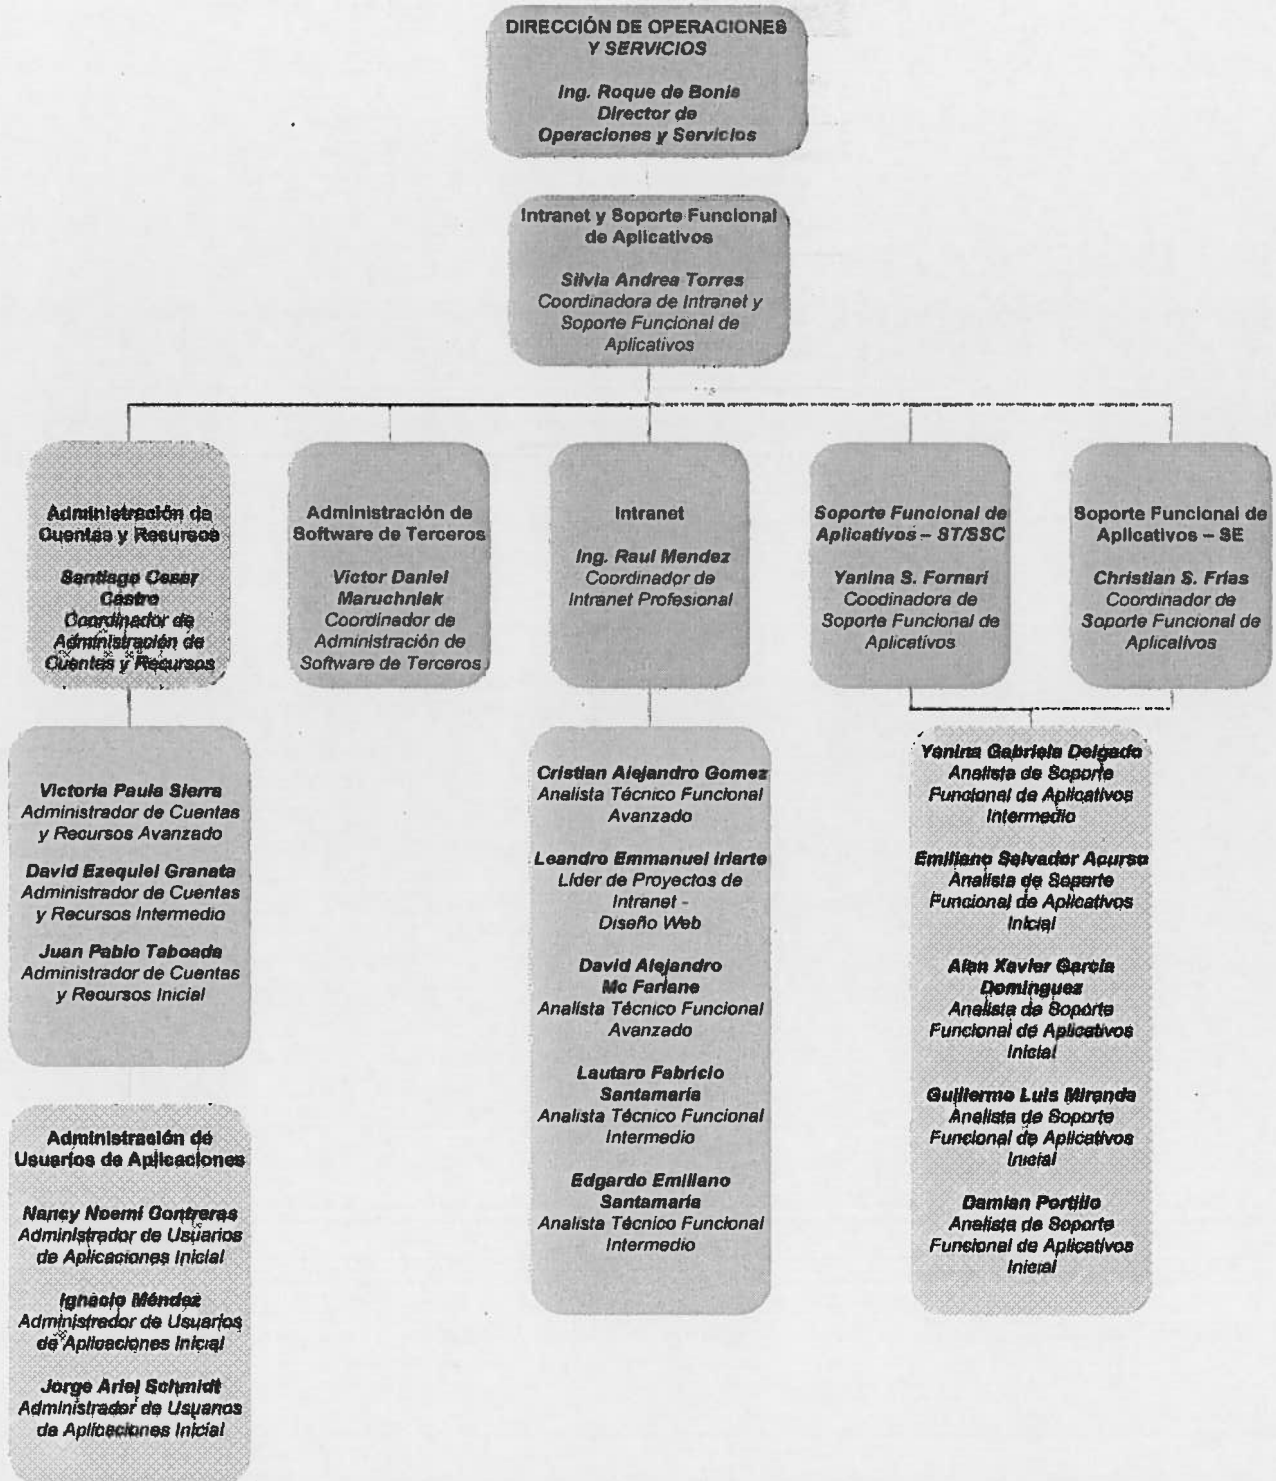 DIRECCIÓN DE OPERACIONES
Y SERVICIOS
Ing. Roque de Bonis
Director de
Operaciones y Servicios
Intranet y Soporte Funcional
de Aplicativos
Silvia Andrea Torres
Coordinadora de Intranet y
Soporte Funcional de
Aplicativos
Administración de
Cuentas y Recursos
Santiago Cesar
Castro
Coordinador de
Administración de
Cuentas y Recursos
Administración de
Software de Terceros
Victor Daniel
Maruchniak
Coordinador de
Administración de
Software de Terceros
Intranet
Ing. Raul Mendez
Coordinador de
Intranet Profesional
Soporte Funcional de
Aplicativos – ST/SSC
Yanina S. Fornari
Coodinadora de
Soporte Funcional de
Aplicativos
Soporte Funcional de
Aplicativos – SE
Christian S. Frias
Coordinador de
Soporte Funcional de
Aplicativos
Victoria Paula Sierra
Administrador de Cuentas
y Recursos Avanzado
David Ezequiel Granata
Administrador de Cuentas
y Recursos Intermedio
Juan Pablo Taboada
Administrador de Cuentas
y Recursos Inicial
Administración de
Usuarios de Aplicaciones
Nancy Noemí Contreras
Administrador de Usuarios
de Aplicaciones Inicial
Ignacio Méndez
Administrador de Usuarios
de Aplicaciones Inicial
Jorge Ariel Schmidt
Administrador de Usuarios
de Aplicaciones Inicial
Cristian Alejandro Gomez
Analista Técnico Funcional
Avanzado
Leandro Emmanuel Iriarte
Líder de Proyectos de
Intranet -
Diseño Web
David Alejandro
Mc Farlane
Analista Técnico Funcional
Avanzado
Lautaro Fabricio
Santamaría
Analista Técnico Funcional
Intermedio
Edgardo Emiliano
Santamaría
Analista Técnico Funcional
Intermedio
Yanina Gabriela Delgado
Analista de Soporte
Funcional de Aplicativos
Intermedio
Emiliano Salvador Acurso
Analista de Soporte
Funcional de Aplicativos
Inicial
Alan Xavier García
Domínguez
Analista de Soporte
Funcional de Aplicativos
Inicial
Guillermo Luis Miranda
Analista de Soporte
Funcional de Aplicativos
Inicial
Damian Portillo
Analista de Soporte
Funcional de Aplicativos
Inicial